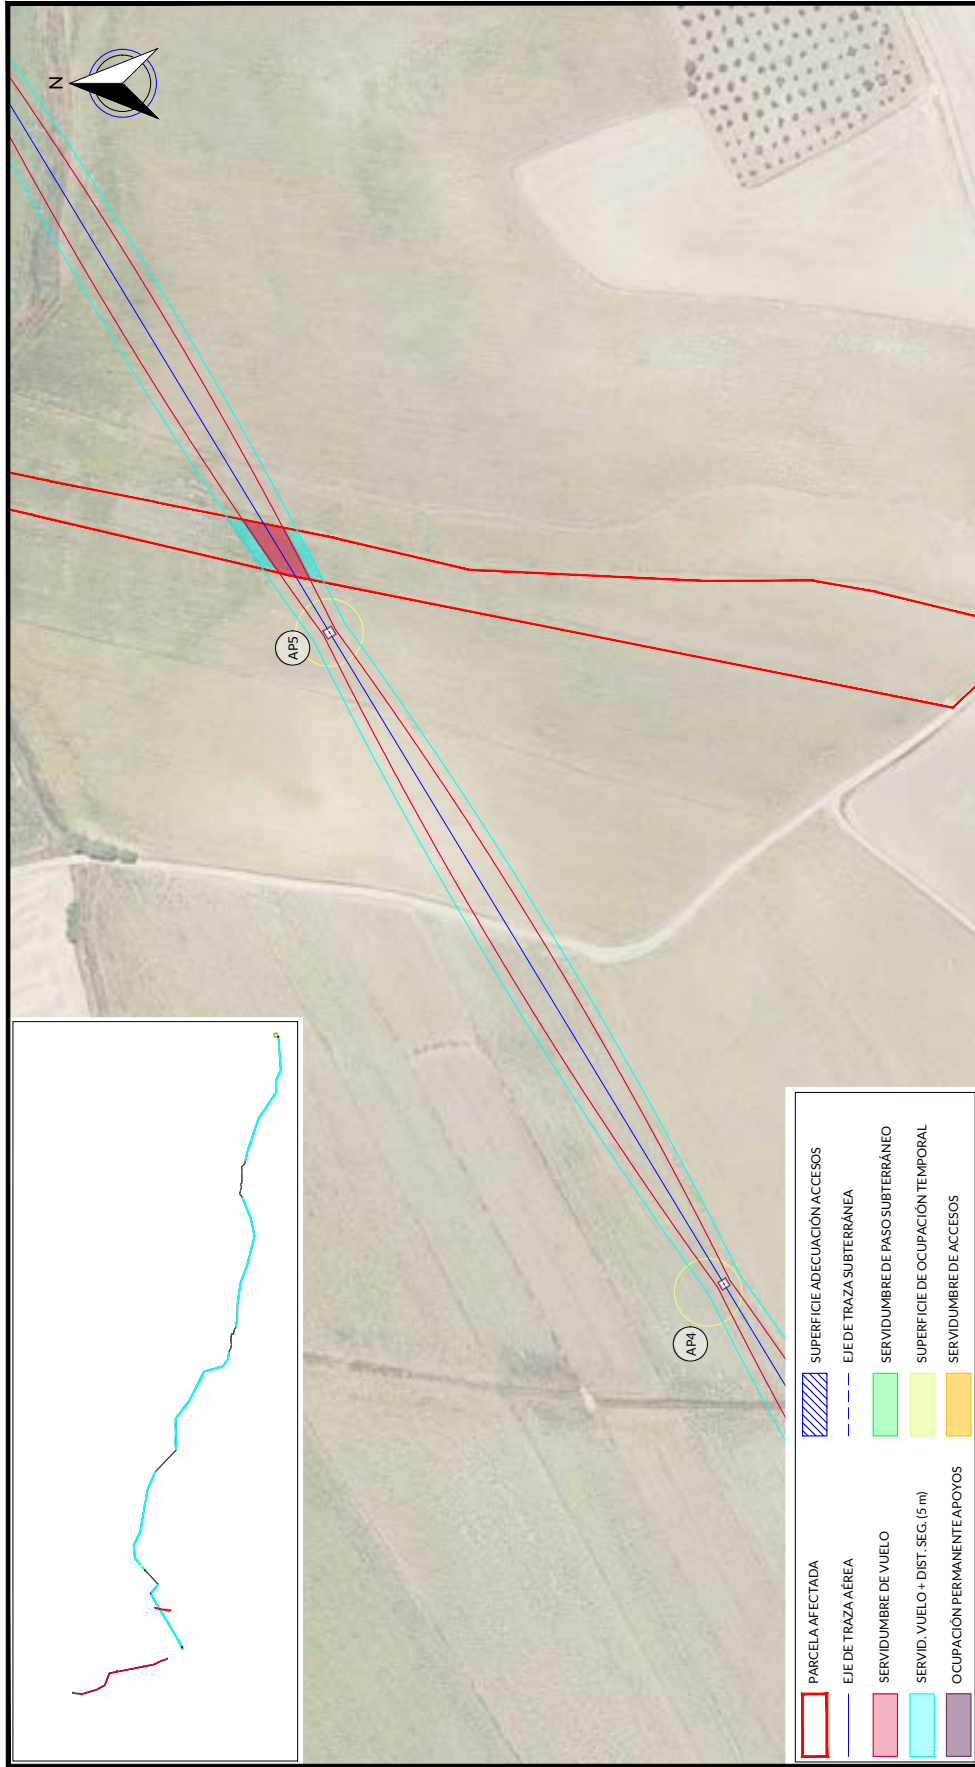 N
AP5
AP4
PARCELA AFECTADA
EJE DE TRAZA AÉREA
SERVIDUMBRE DE VUELO
SERVID. VUELO + DIST. SEG. (5 m)
OCUPACIÓN PERMANENTE APOYOS
SUPERFICIE ADECUACIÓN ACCESOS
EJE DE TRAZA SUBTERRÁNEA
SERVIDUMBRE DE PASO SUBTERRÁNEO
SUPERFICIE DE OCUPACIÓN TEMPORAL
SERVIDUMBRE DE ACCESOS